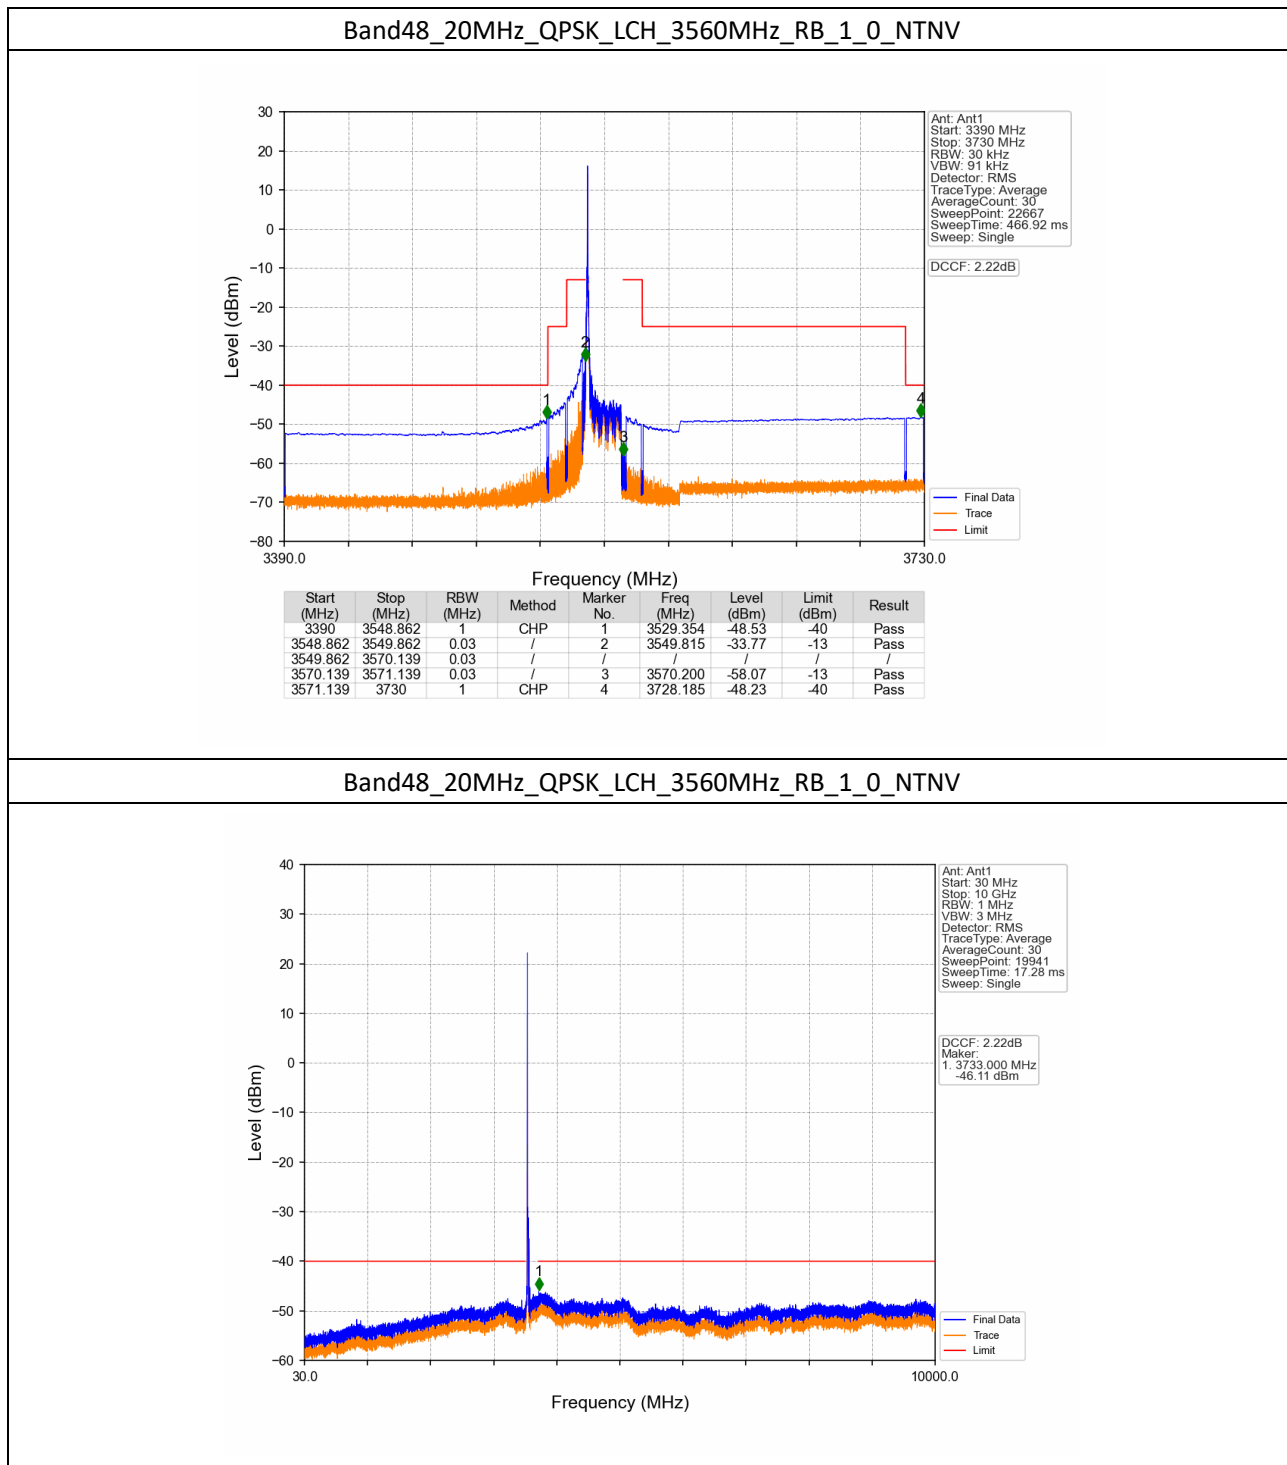 Band48_20MHz_QPSK_LCH_3560MHz_RB_1_0_NTNV
30
20
10
0
−10
−20
−30
−40
−50
−60
−70
−80
Level (dBm)
3390.0
3730.0
Frequency (MHz)
1
2
3
4
Ant: Ant1
Start: 3390 MHz
Stop: 3730 MHz
RBW: 30 kHz
VBW: 91 kHz
Detector: RMS
TraceType: Average
AverageCount: 30
SweepPoint: 22667
SweepTime: 466.92 ms
Sweep: Single
DCCF: 2.22dB
Final Data
Trace
Limit
Start (MHz) Stop (MHz) RBW (MHz) Method Marker No. Freq (MHz) Level (dBm) Limit (dBm) Result
3390 3548.862 1 CHP 1 3529.354 -48.53 -40 Pass
3548.862 3549.862 0.03 / 2 3549.815 -33.77 -13 Pass
3549.862 3570.139 0.03 / / / / / /
3570.139 3571.139 0.03 / 3 3570.200 -58.07 -13 Pass
3571.139 3730 1 CHP 4 3728.185 -48.23 -40 Pass
Band48_20MHz_QPSK_LCH_3560MHz_RB_1_0_NTNV
40
30
20
10
0
−10
−20
−30
−40
−50
−60
Level (dBm)
30.0
10000.0
Frequency (MHz)
1
Ant: Ant1
Start: 30 MHz
Stop: 10 GHz
RBW: 1 MHz
VBW: 3 MHz
Detector: RMS
TraceType: Average
AverageCount: 30
SweepPoint: 19941
SweepTime: 17.28 ms
Sweep: Single
DCCF: 2.22dB
Maker:
1. 3733.000 MHz
-46.11 dBm
Final Data
Trace
Limit